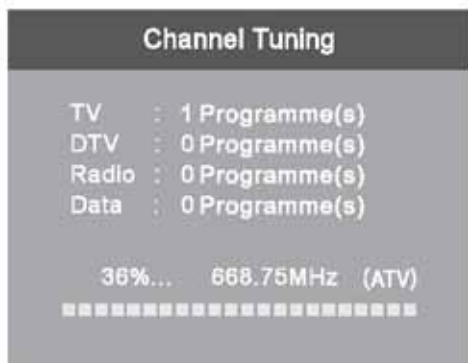 Channel Tuning
TV : 1 Programme(s)
DTV : 0 Programme(s)
Radio : 0 Programme(s)
Data : 0 Programme(s)
36%... 668.75MHz (ATV)